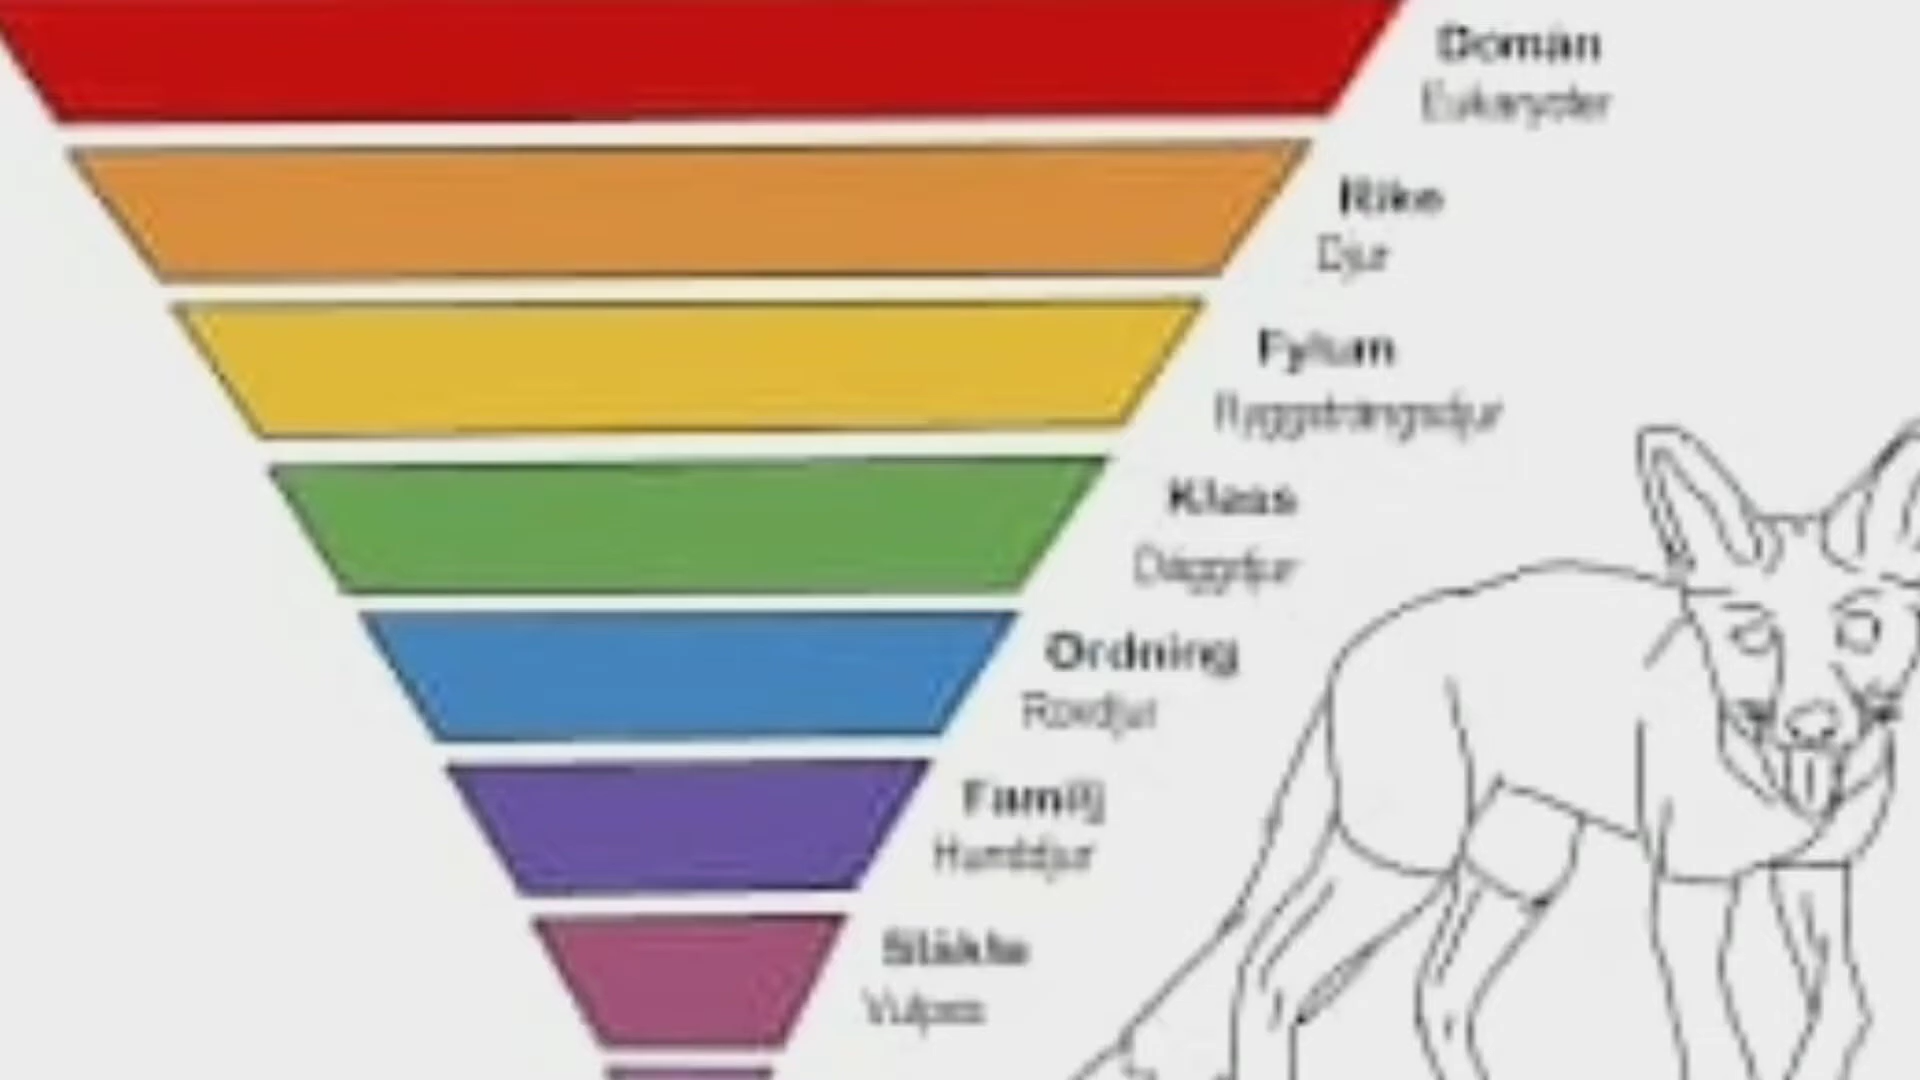 Domän
Eukaryoter
Rike
Djur
Fylum
Ryggsträngsdjur
Klass
Däggdjur
Ordning
Rovdjur
Familj
Hunddjur
Släkte
Vulpes